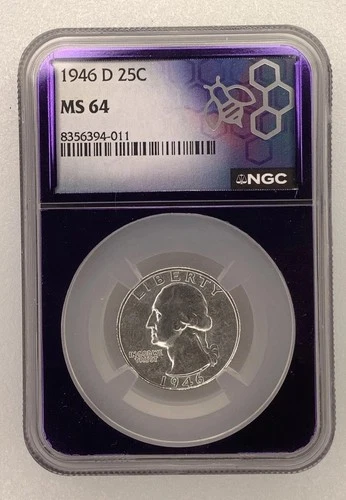 1946 D 25C
MS 64
8356394-011
NGC
LIBERTY
IN GOD WE
TRUST
1946